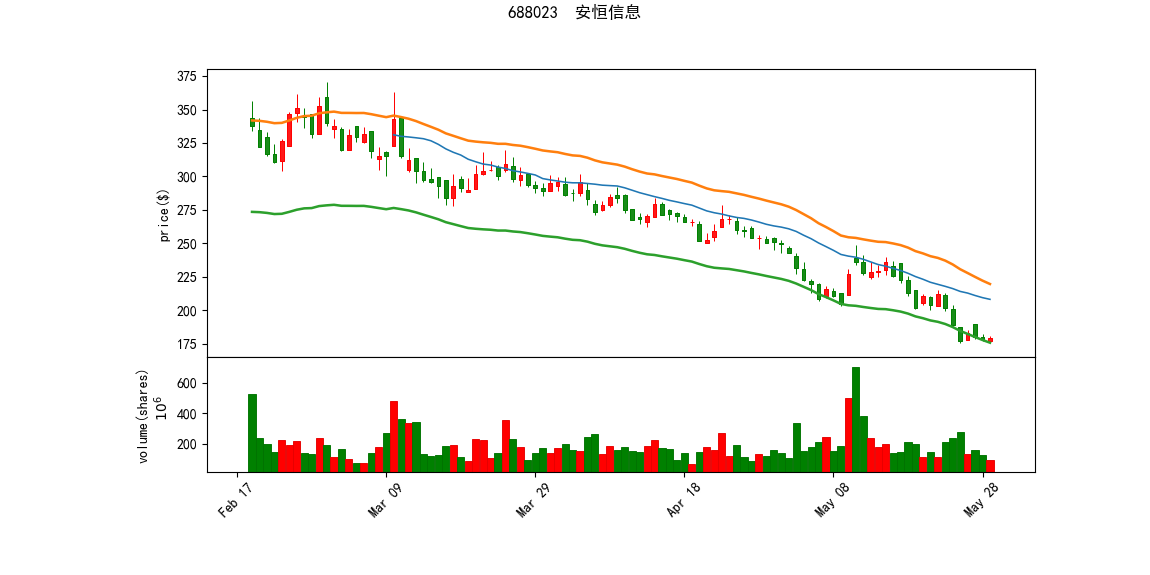 688023 安恒信息
375
350
325
300
275
250
225
200
175
price($)
600
400
200
volume(shares)
10^6
Feb 17
Mar 09
Mar 29
Apr 18
May 08
May 28